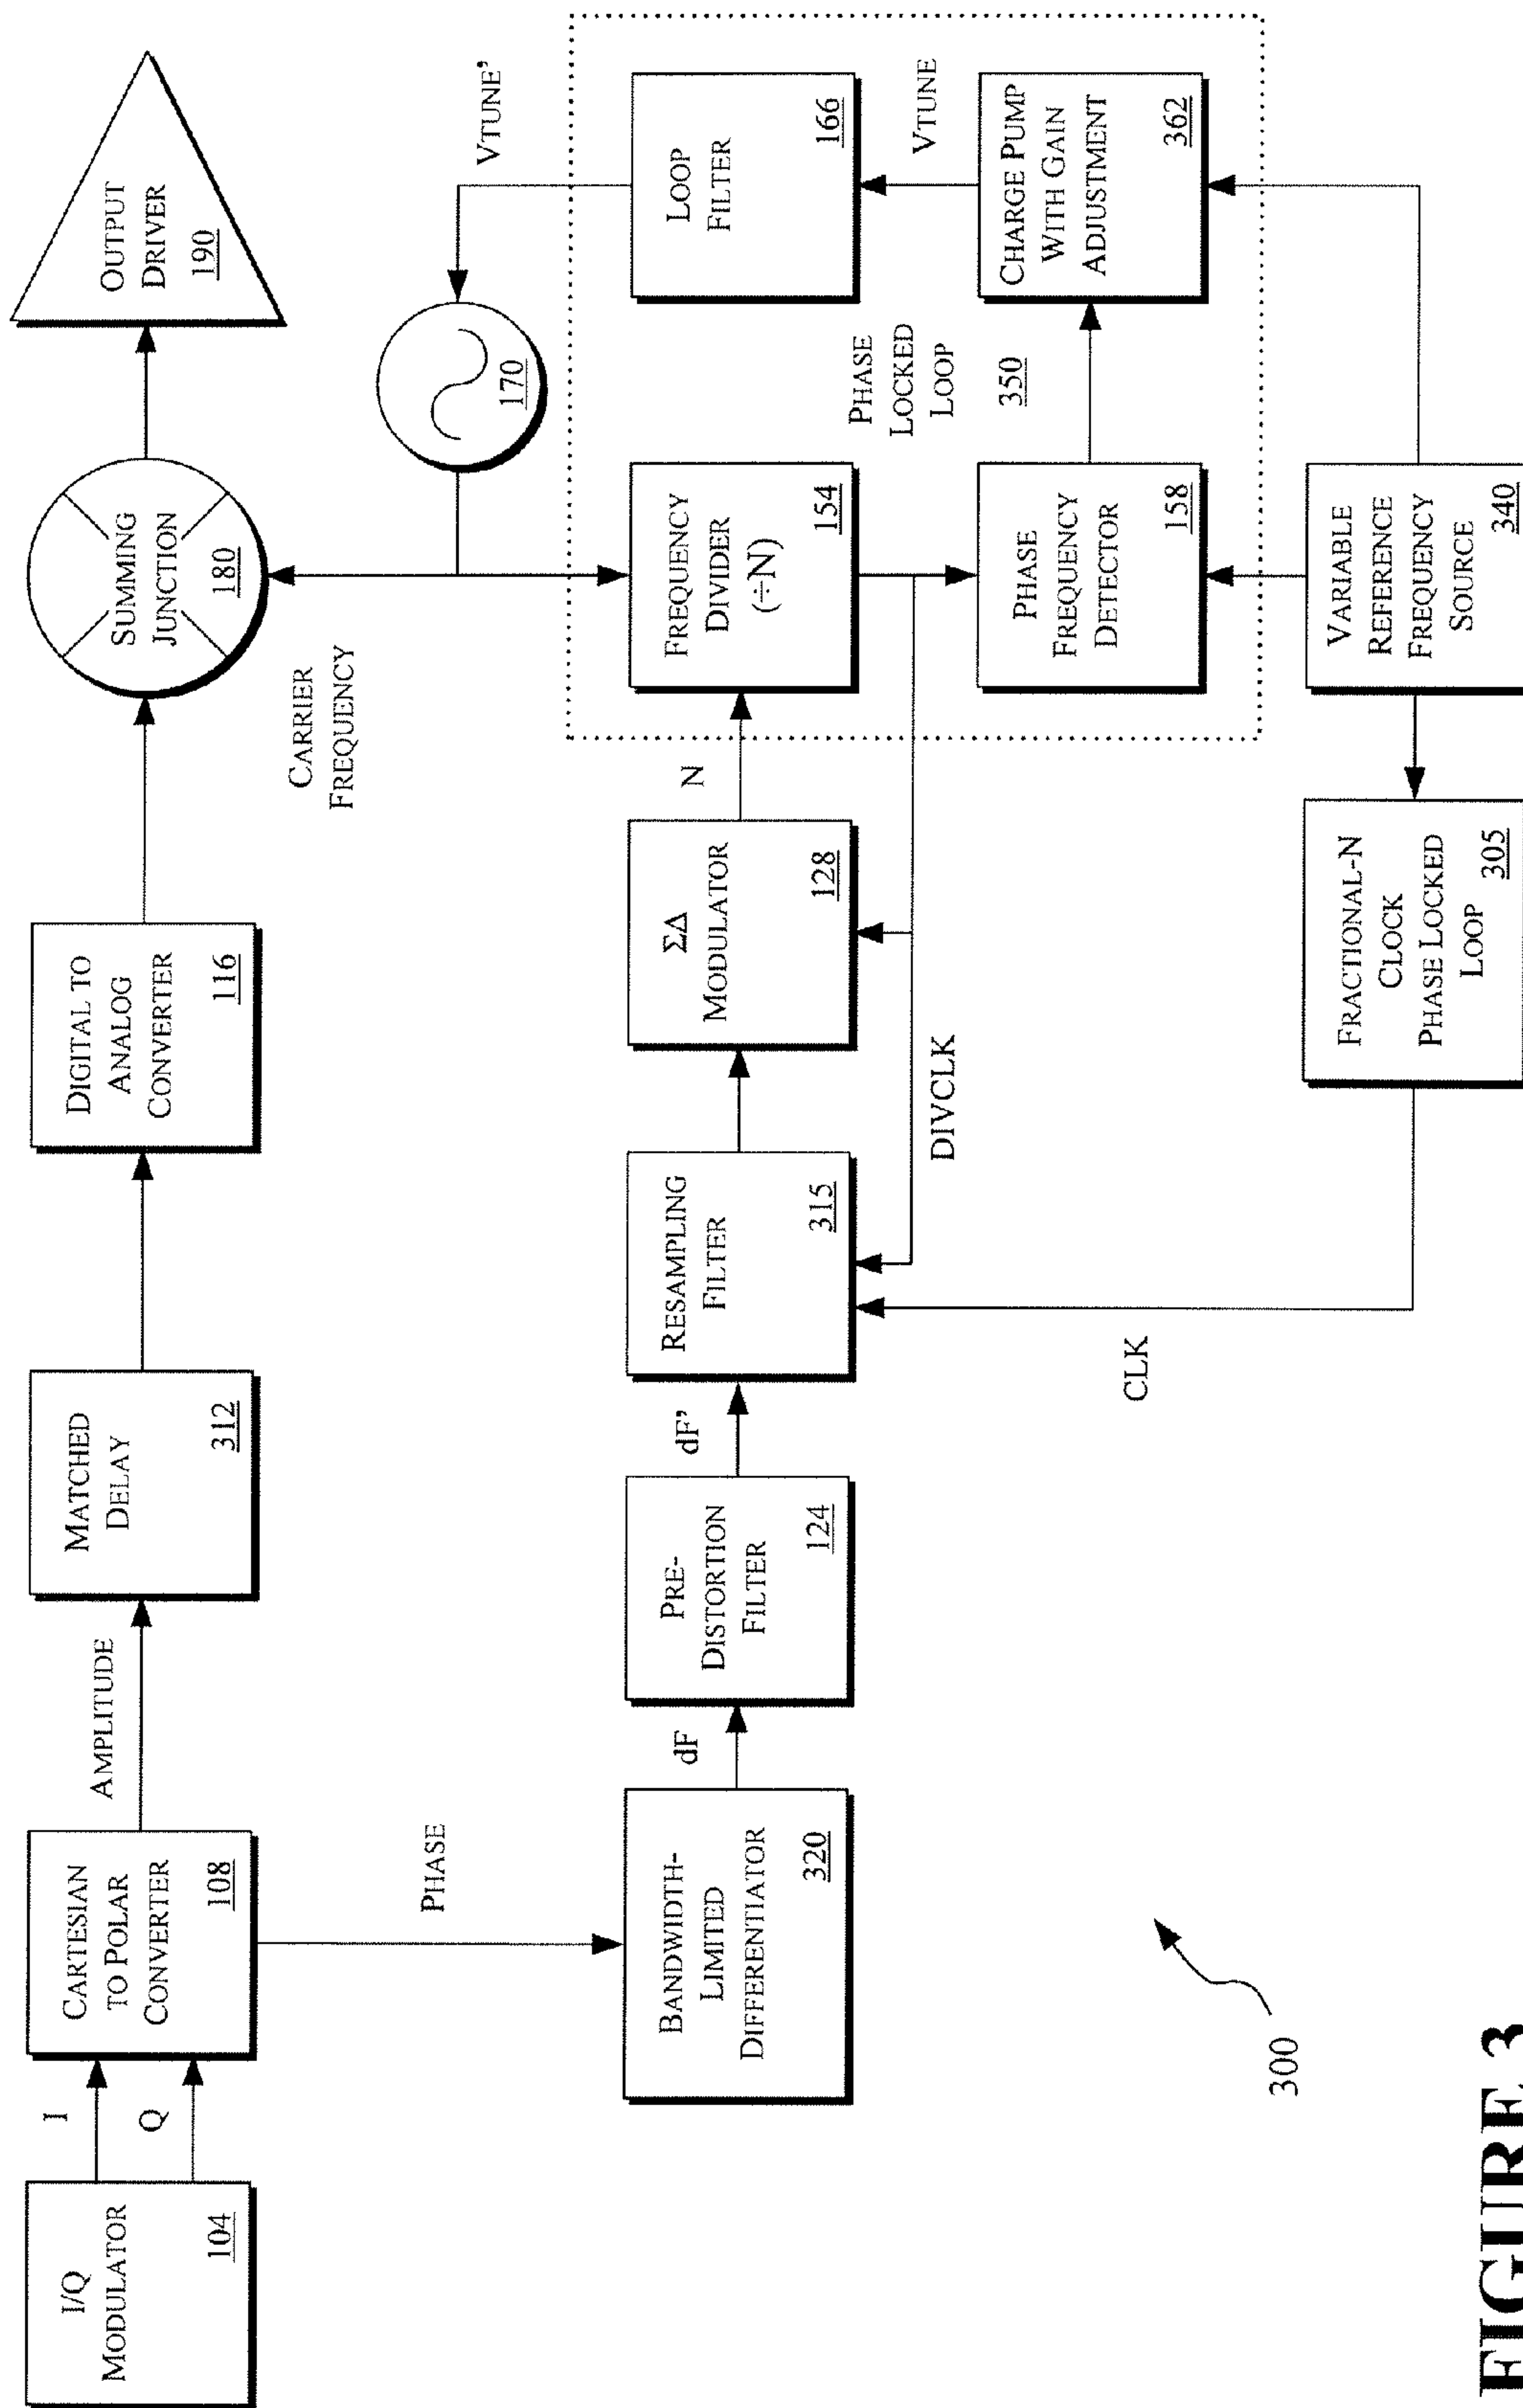 I/Q
MODULATOR
104
I
Q
CARTESIAN
TO POLAR
CONVERTER
108
AMPLITUDE
MATCHED
DELAY
312
DIGITAL TO
ANALOG
CONVERTER
116
SUMMING
JUNCTION
180
OUTPUT
DRIVER
190
PHASE
CARRIER
FREQUENCY
170
VTUNE'
BANDWIDTH-
LIMITED
DIFFERENTIATOR
320
dF
PRE-
DISTORTION
FILTER
124
dF'
RESAMPLING
FILTER
315
ΣΔ
MODULATOR
128
N
FREQUENCY
DIVIDER
(÷N)
154
LOOP
FILTER
166
PHASE
LOCKED
LOOP
350
VTUNE
DIVCLK
PHASE
FREQUENCY
DETECTOR
158
CHARGE PUMP
WITH GAIN
ADJUSTMENT
362
CLK
FRACTIONAL-N
CLOCK
PHASE LOCKED
LOOP
305
VARIABLE
REFERENCE
FREQUENCY
SOURCE
340
300
FIGURE 3